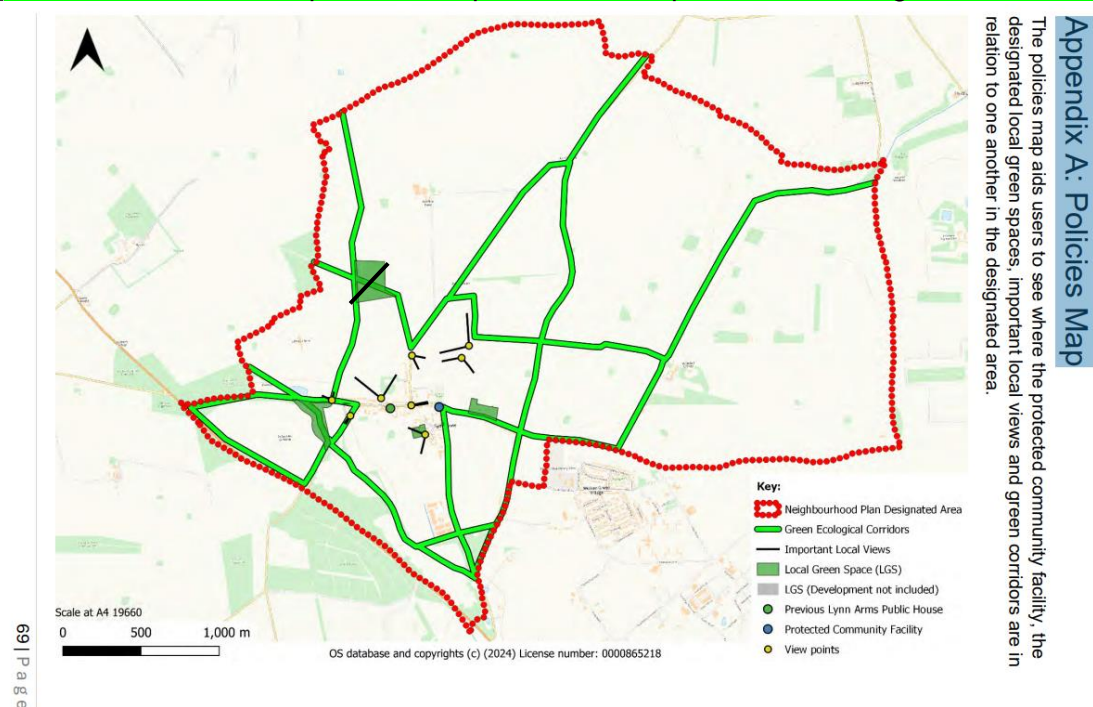 Appendix A: Policies Map
The policies map aids users to see where the protected community facility, the
designated local green spaces, important local views and green corridors are in
relation to one another in the designated area.
Key:
Neighbourhood Plan Designated Area
Green Ecological Corridors
Important Local Views
Local Green Space (LGS)
LGS (Development not included)
Previous Lynn Arms Public House
Protected Community Facility
View points
Scale at A4 19660
0 500 1,000 m
OS database and copyrights (c) (2024) License number: 0000865218
69 | Page